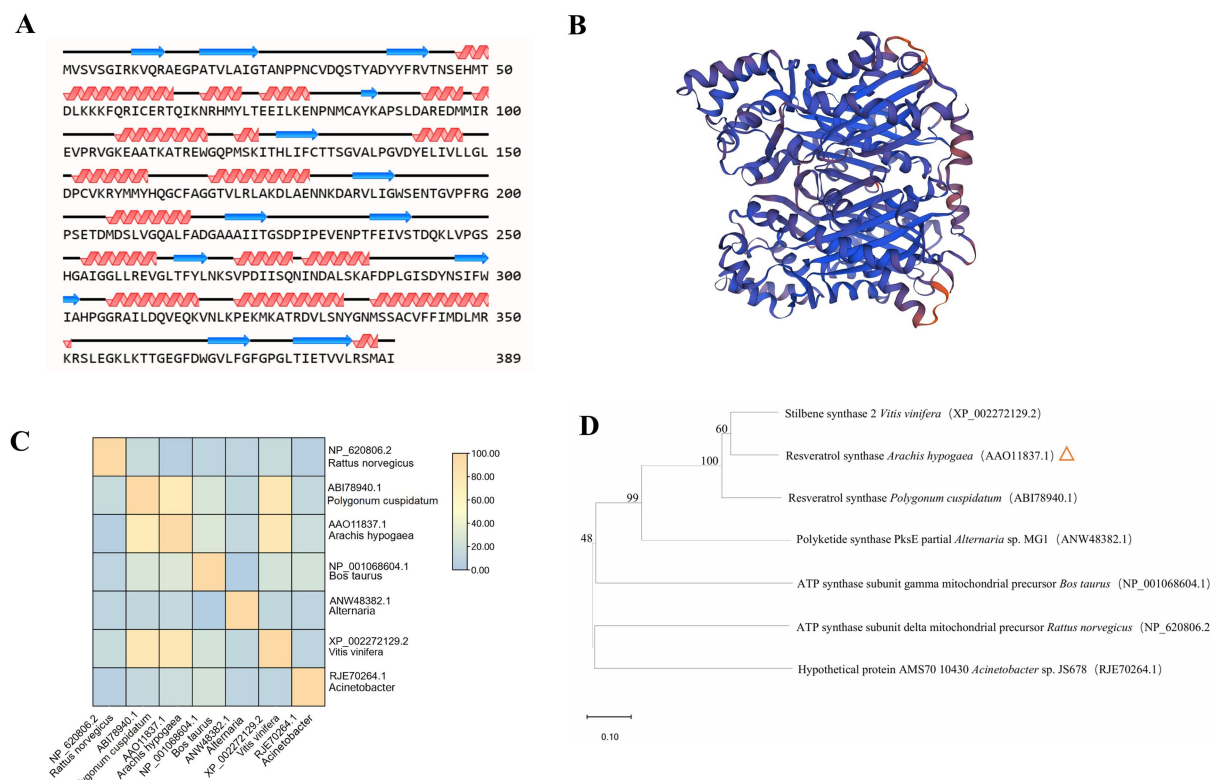 A
MVSVSGIRKVQRAEGPATVLAIGTANPPNCVDQSTYADYYFRVTNSEHMT 50
DLKKKFQRICERTQIKNRHMYLTEEILKENPNMCAYKAPSLDAREDMMIR 100
EVPRVGKEAATKATREWGQPMSKITHLIFCTTSGVALPGVDYELIVLLGL 150
DPCVKRYMMYHQGCFAGGTVLRLAKDLAENNKDARVLIGWSENTGVPFRG 200
PSETDMDSLVGQALFADGAAAIITGSDPIPEVENPTFEIVSTDQKLVPGS 250
HGAIGGLLREVGLTFYLNKSVPDIISQNINDALSKAFDPLGISDYNSIFW 300
IAHPGGRAILDQVEQKVNLKPEKMKATRDVLSNYGNMSSACVFFIMDLMR 350
KRSLEGKLKTTGEGFDWGVLFGFGPGLTIETVVLRSMAI 389
B
C
NP_620806.2
Rattus norvegicus
ABI78940.1
Polygonum cuspidatum
AAO11837.1
Arachis hypogaea
NP_001068604.1
Bos taurus
ANW48382.1
Alternaria
XP_002272129.2
Vitis vinifera
RJE70264.1
Acinetobacter
100.00
80.00
60.00
40.00
20.00
0.00
NP_620806.2
Rattus norvegicus
ABI78940.1
lygonum cuspidatum
AAO11837.1
Arachis hypogaea
NP_001068604.1
Bos taurus
ANW48382.1
Alternaria
XP_002272129.2
Vitis vinifera
RJE70264.1
Acinetobacter
D
Stilbene synthase 2 Vitis vinifera (XP_002272129.2)
60
Resveratrol synthase Arachis hypogaea (AAO11837.1)
100
Resveratrol synthase Polygonum cuspidatum (ABI78940.1)
99
Polyketide synthase PksE partial Alternaria sp. MG1 (ANW48382.1)
48
ATP synthase subunit gamma mitochondrial precursor Bos taurus (NP_001068604.1)
ATP synthase subunit delta mitochondrial precursor Rattus norvegicus (NP_620806.2
Hypothetical protein AMS70 10430 Acinetobacter sp. JS678 (RJE70264.1)
0.10